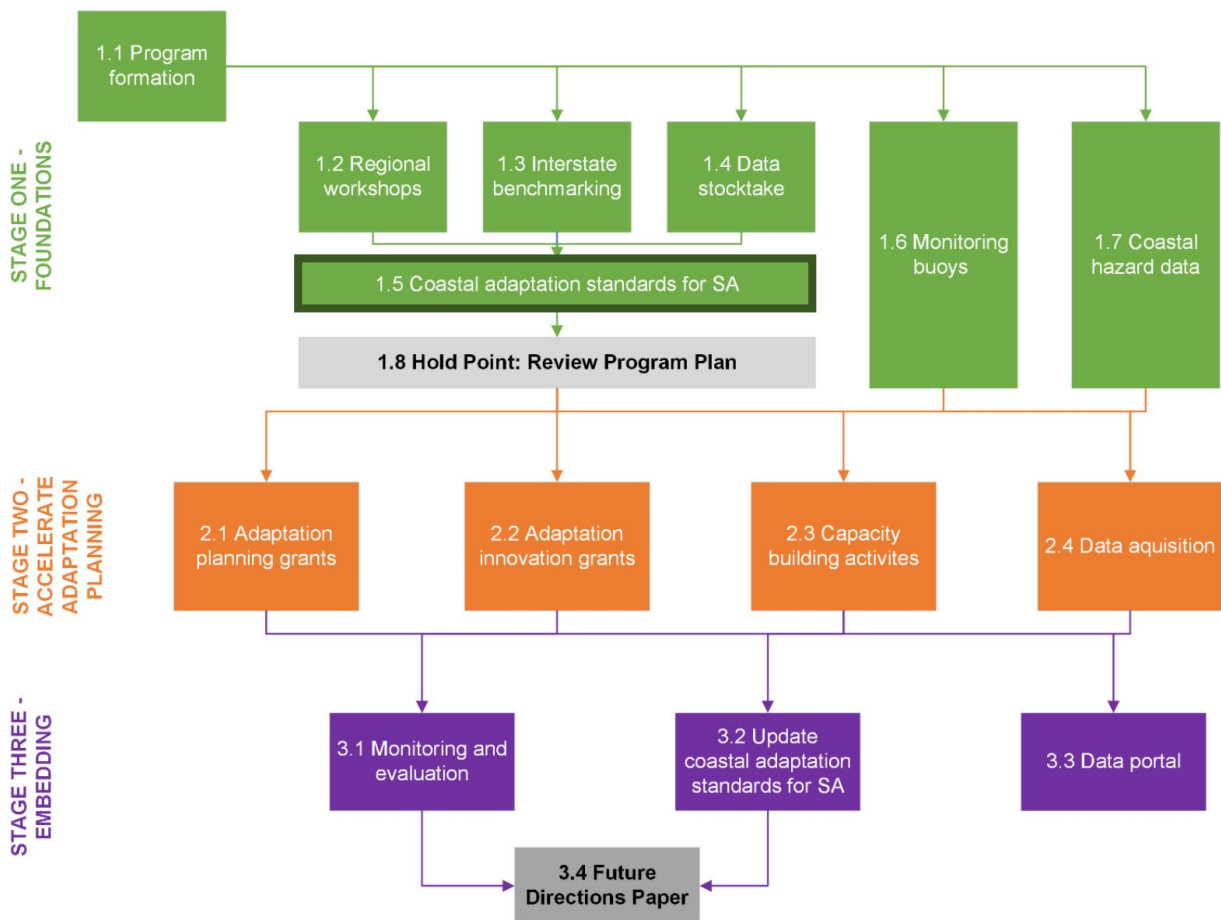 STAGE ONE -
FOUNDATIONS
1.1 Program
formation
1.2 Regional
workshops
1.3 Interstate
benchmarking
1.4 Data
stocktake
1.5 Coastal adaptation standards for SA
1.6 Monitoring
buoys
1.7 Coastal
hazard data
1.8 Hold Point: Review Program Plan
STAGE TWO -
ACCELERATE
ADAPTATION
PLANNING
2.1 Adaptation
planning grants
2.2 Adaptation
innovation grants
2.3 Capacity
building activites
2.4 Data aquisition
STAGE THREE -
EMBEDDING
3.1 Monitoring and
evaluation
3.2 Update
coastal adaptation
standards for SA
3.3 Data portal
3.4 Future
Directions Paper